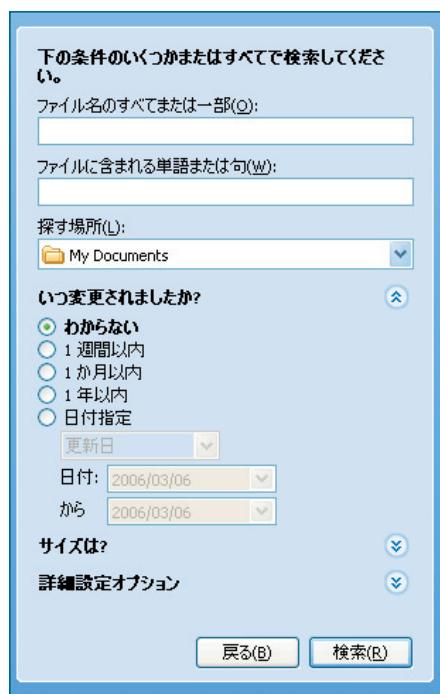 下の条件のいくつかまたはすべてで検索してくださ
い。
ファイル名のすべてまたは一部(O):
ファイルに含まれる単語または句(W):
探す場所(L):
My Documents
いつ変更されましたか?
わからない
1 週間以内
1 か月以内
1 年以内
日付指定
更新日
日付: 2006/03/06
から 2006/03/06
サイズは?
詳細設定オプション
戻る(B) 検索(R)